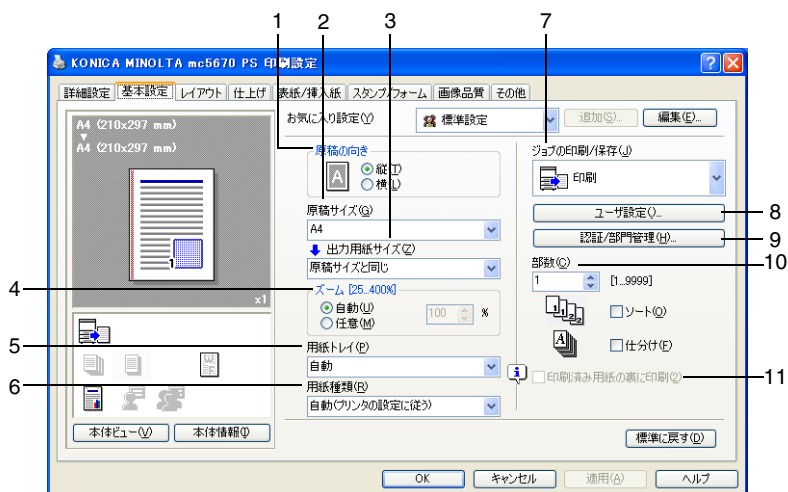 1 2 3 7
KONICA MINOLTA mc5670 PS 印刷設定
詳細設定 基本設定 レイアウト 仕上げ 表紙/挿入紙 スタンプ/フォーム 画像品質 その他
お気に入り設定(Y) 標準設定 追加(S)... 編集(E)...
A4 (210x297 mm)
A4 (210x297 mm)
1
x1
原稿の向き
A
縦(T)
横(L)
原稿サイズ(G)
A4
出力用紙サイズ(Z)
原稿サイズと同じ
4
ズーム [25..400%]
自動(U)
任意(M)
100 %
5
用紙トレイ(P)
自動
6
用紙種類(R)
自動(プリンタの設定に従う)
ジョブの印刷/保存(J)
印刷
ユーザ設定()... 8
認証/部門管理(H)... 9
部数(C) 10
1 [1..9999]
1 1 2 2
ソート(O)
A
仕分け(F)
印刷済み用紙の裏に印刷(2) 11
W
F
本体ビュー(V) 本体情報(I)
標準に戻す(D)
OK キャンセル 適用(A) ヘルプ